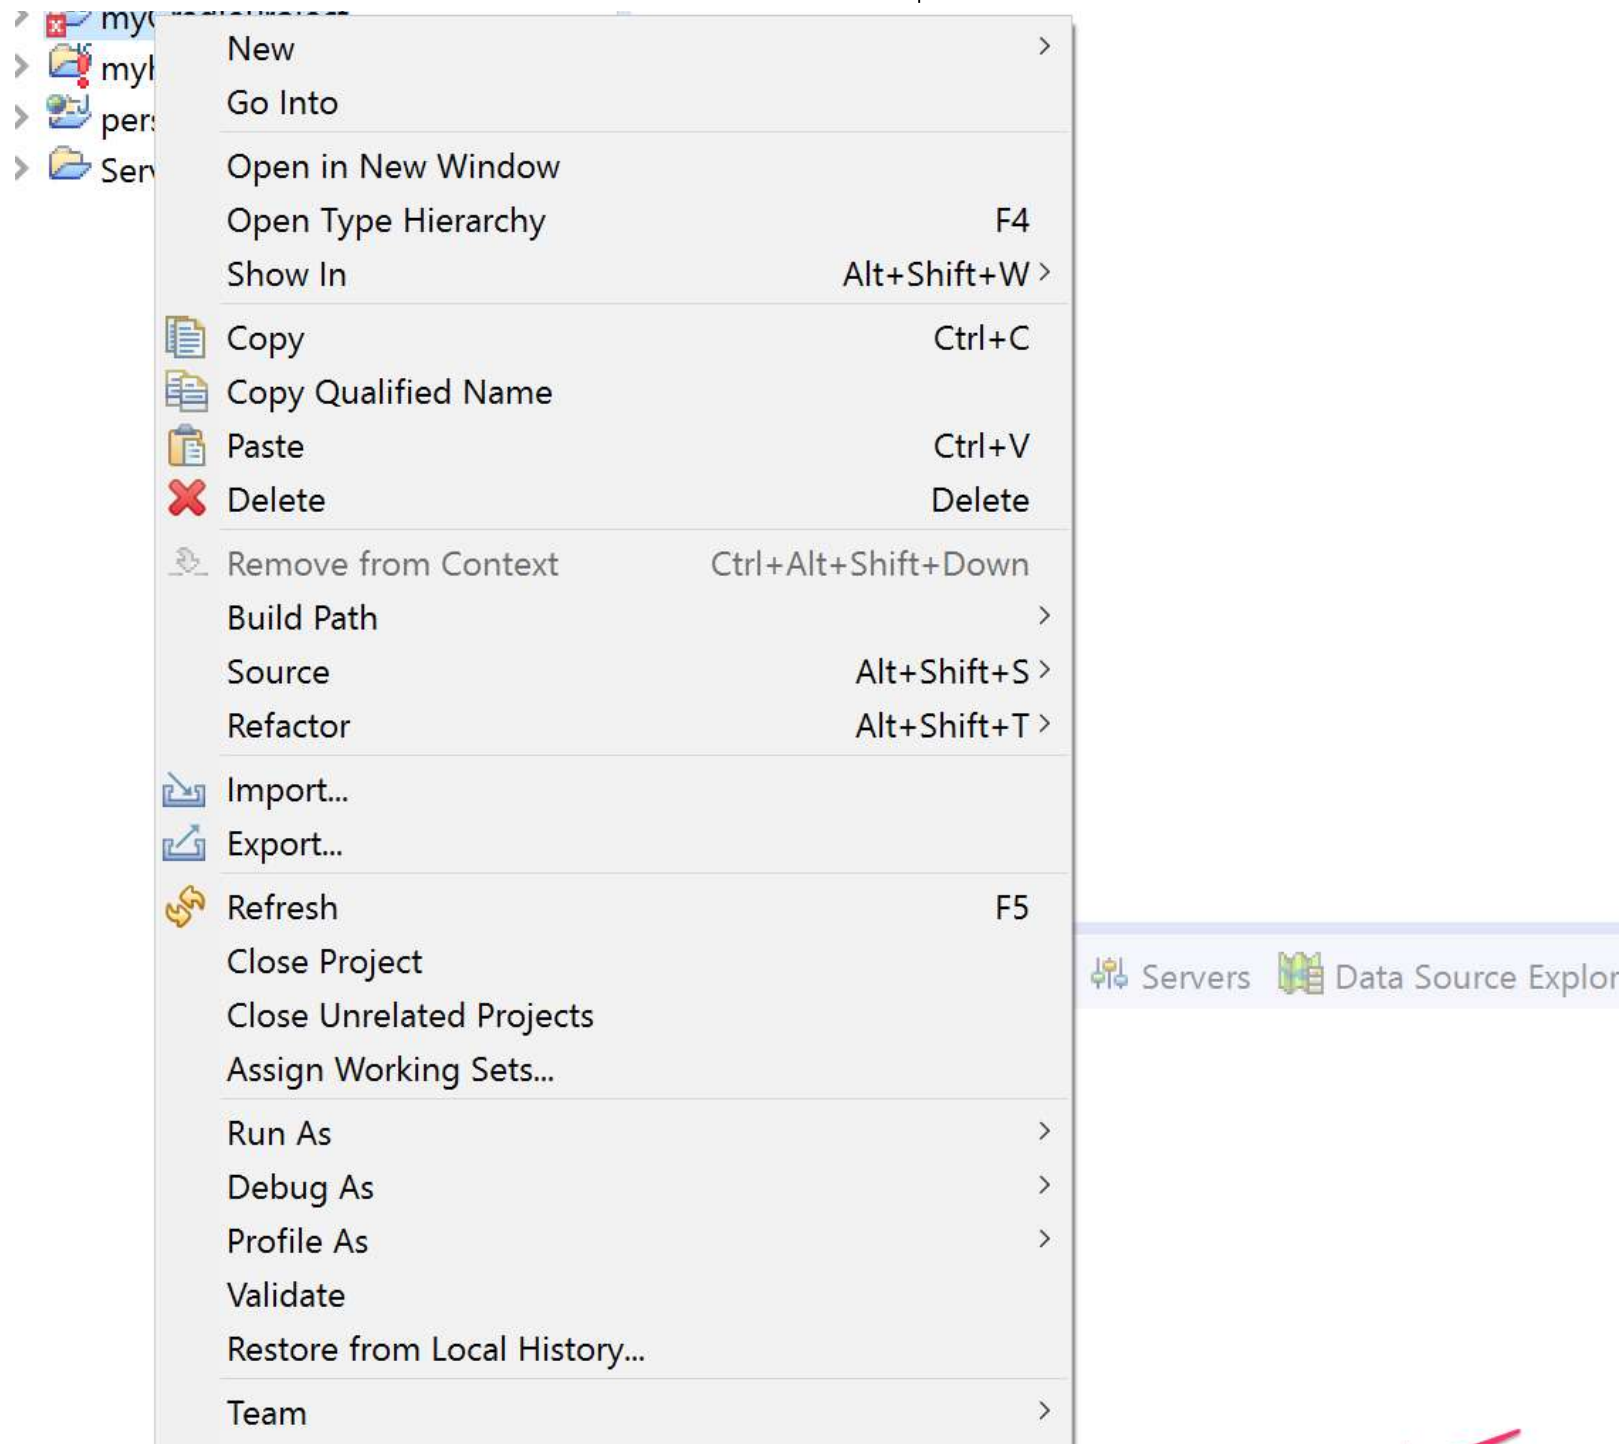 New
Go Into
Open in New Window
Open Type Hierarchy F4
Show In Alt+Shift+W
Copy Ctrl+C
Copy Qualified Name
Paste Ctrl+V
Delete Delete
Remove from Context Ctrl+Alt+Shift+Down
Build Path
Source Alt+Shift+S
Refactor Alt+Shift+T
Import...
Export...
Refresh F5
Close Project
Servers Data Source Explor
Close Unrelated Projects
Assign Working Sets...
Run As
Debug As
Profile As
Validate
Restore from Local History...
Team